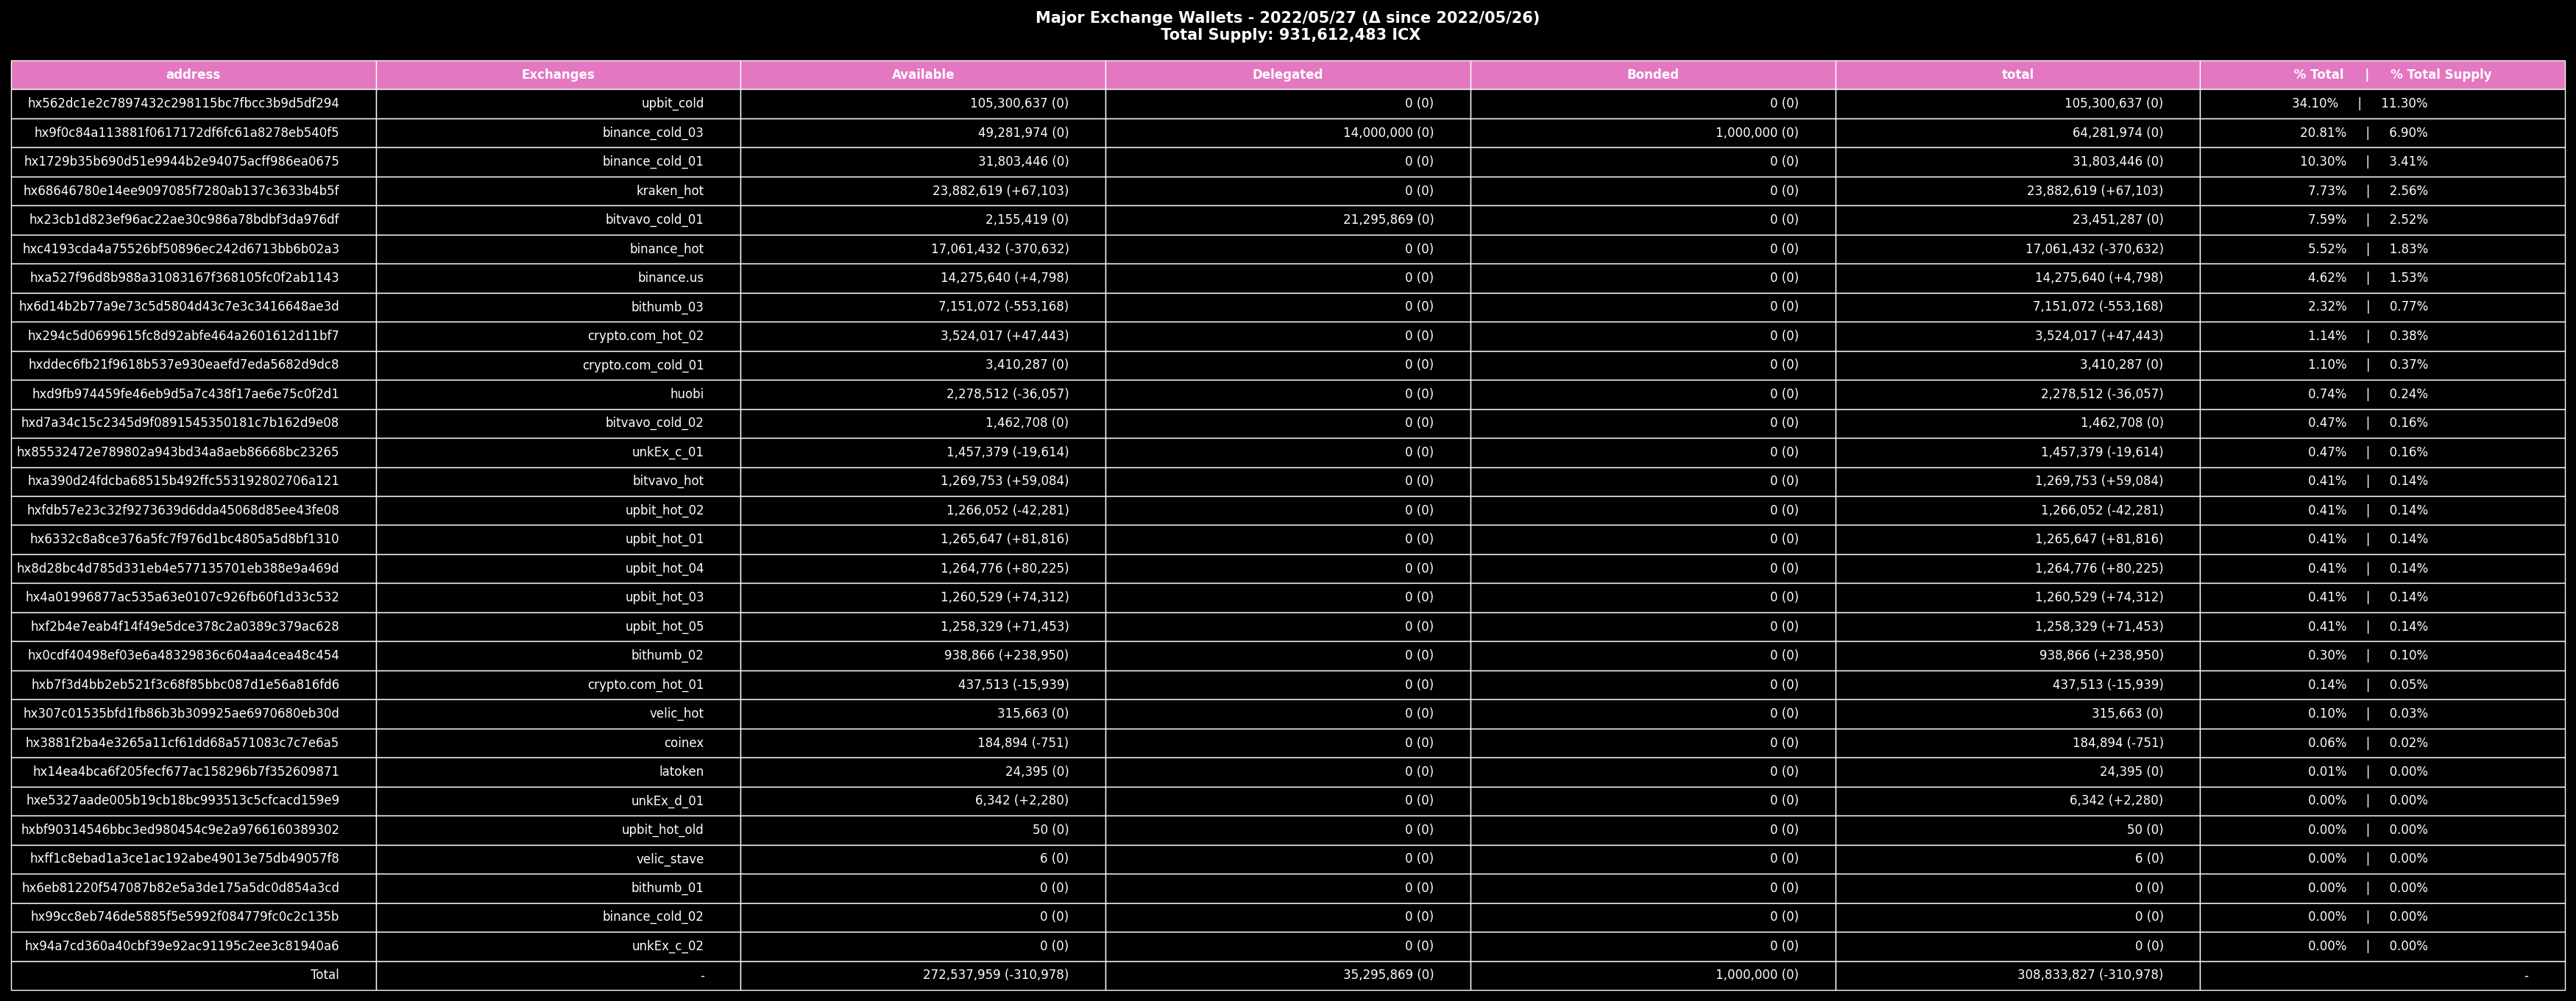 Major Exchange Wallets - 2022/05/27 (Δ since 2022/05/26)
Total Supply: 931,612,483 ICX
address Exchanges Available Delegated Bonded total % Total | % Total Supply
hx562dc1e2c7897432c298115bc7fbcc3b9d5df294 upbit_cold 105,300,637 (0) 0 (0) 0 (0) 105,300,637 (0) 34.10% | 11.30%
hx9f0c84a113881f0617172df6fc61a8278eb540f5 binance_cold_03 49,281,974 (0) 14,000,000 (0) 1,000,000 (0) 64,281,974 (0) 20.81% | 6.90%
hx1729b35b690d51e9944b2e94075acff986ea0675 binance_cold_01 31,803,446 (0) 0 (0) 0 (0) 31,803,446 (0) 10.30% | 3.41%
hx68646780e14ee9097085f7280ab137c3633b4b5f kraken_hot 23,882,619 (+67,103) 0 (0) 0 (0) 23,882,619 (+67,103) 7.73% | 2.56%
hx23cb1d823ef96ac22ae30c986a78bdbf3da976df bitvavo_cold_01 2,155,419 (0) 21,295,869 (0) 0 (0) 23,451,287 (0) 7.59% | 2.52%
hxc4193cda4a75526bf50896ec242d6713bb6b02a3 binance_hot 17,061,432 (-370,632) 0 (0) 0 (0) 17,061,432 (-370,632) 5.52% | 1.83%
hxa527f96d8b988a31083167f368105fc0f2ab1143 binance.us 14,275,640 (+4,798) 0 (0) 0 (0) 14,275,640 (+4,798) 4.62% | 1.53%
hx6d14b2b77a9e73c5d5804d43c7e3c3416648ae3d bithumb_03 7,151,072 (-553,168) 0 (0) 0 (0) 7,151,072 (-553,168) 2.32% | 0.77%
hx294c5d0699615fc8d92abfe464a2601612d11bf7 crypto.com_hot_02 3,524,017 (+47,443) 0 (0) 0 (0) 3,524,017 (+47,443) 1.14% | 0.38%
hxddec6fb21f9618b537e930eaefd7eda5682d9dc8 crypto.com_cold_01 3,410,287 (0) 0 (0) 0 (0) 3,410,287 (0) 1.10% | 0.37%
hxd9fb974459fe46eb9d5a7c438f17ae6e75c0f2d1 huobi 2,278,512 (-36,057) 0 (0) 0 (0) 2,278,512 (-36,057) 0.74% | 0.24%
hxd7a34c15c2345d9f0891545350181c7b162d9e08 bitvavo_cold_02 1,462,708 (0) 0 (0) 0 (0) 1,462,708 (0) 0.47% | 0.16%
hx85532472e789802a943bd34a8aeb86668bc23265 unkEx_c_01 1,457,379 (-19,614) 0 (0) 0 (0) 1,457,379 (-19,614) 0.47% | 0.16%
hxa390d24fdcba68515b492ffc553192802706a121 bitvavo_hot 1,269,753 (+59,084) 0 (0) 0 (0) 1,269,753 (+59,084) 0.41% | 0.14%
hxfdb57e23c32f9273639d6dda45068d85ee43fe08 upbit_hot_02 1,266,052 (-42,281) 0 (0) 0 (0) 1,266,052 (-42,281) 0.41% | 0.14%
hx6332c8a8ce376a5fc7f976d1bc4805a5d8bf1310 upbit_hot_01 1,265,647 (+81,816) 0 (0) 0 (0) 1,265,647 (+81,816) 0.41% | 0.14%
hx8d28bc4d785d331eb4e577135701eb388e9a469d upbit_hot_04 1,264,776 (+80,225) 0 (0) 0 (0) 1,264,776 (+80,225) 0.41% | 0.14%
hx4a01996877ac535a63e0107c926fb60f1d33c532 upbit_hot_03 1,260,529 (+74,312) 0 (0) 0 (0) 1,260,529 (+74,312) 0.41% | 0.14%
hxf2b4e7eab4f14f49e5dce378c2a0389c379ac628 upbit_hot_05 1,258,329 (+71,453) 0 (0) 0 (0) 1,258,329 (+71,453) 0.41% | 0.14%
hx0cdf40498ef03e6a48329836c604aa4cea48c454 bithumb_02 938,866 (+238,950) 0 (0) 0 (0) 938,866 (+238,950) 0.30% | 0.10%
hxb7f3d4bb2eb521f3c68f85bbc087d1e56a816fd6 crypto.com_hot_01 437,513 (-15,939) 0 (0) 0 (0) 437,513 (-15,939) 0.14% | 0.05%
hx307c01535bfd1fb86b3b309925ae6970680eb30d velic_hot 315,663 (0) 0 (0) 0 (0) 315,663 (0) 0.10% | 0.03%
hx3881f2ba4e3265a11cf61dd68a571083c7c7e6a5 coinex 184,894 (-751) 0 (0) 0 (0) 184,894 (-751) 0.06% | 0.02%
hx14ea4bca6f205fecf677ac158296b7f352609871 latoken 24,395 (0) 0 (0) 0 (0) 24,395 (0) 0.01% | 0.00%
hxe5327aade005b19cb18bc993513c5cfcacd159e9 unkEx_d_01 6,342 (+2,280) 0 (0) 0 (0) 6,342 (+2,280) 0.00% | 0.00%
hxbf90314546bbc3ed980454c9e2a9766160389302 upbit_hot_old 50 (0) 0 (0) 0 (0) 50 (0) 0.00% | 0.00%
hxff1c8ebad1a3ce1ac192abe49013e75db49057f8 velic_stave 6 (0) 0 (0) 0 (0) 6 (0) 0.00% | 0.00%
hx6eb81220f547087b82e5a3de175a5dc0d854a3cd bithumb_01 0 (0) 0 (0) 0 (0) 0 (0) 0.00% | 0.00%
hx99cc8eb746de5885f5e5992f084779fc0c2c135b binance_cold_02 0 (0) 0 (0) 0 (0) 0 (0) 0.00% | 0.00%
hx94a7cd360a40cbf39e92ac91195c2ee3c81940a6 unkEx_c_02 0 (0) 0 (0) 0 (0) 0 (0) 0.00% | 0.00%
Total - 272,537,959 (-310,978) 35,295,869 (0) 1,000,000 (0) 308,833,827 (-310,978) -